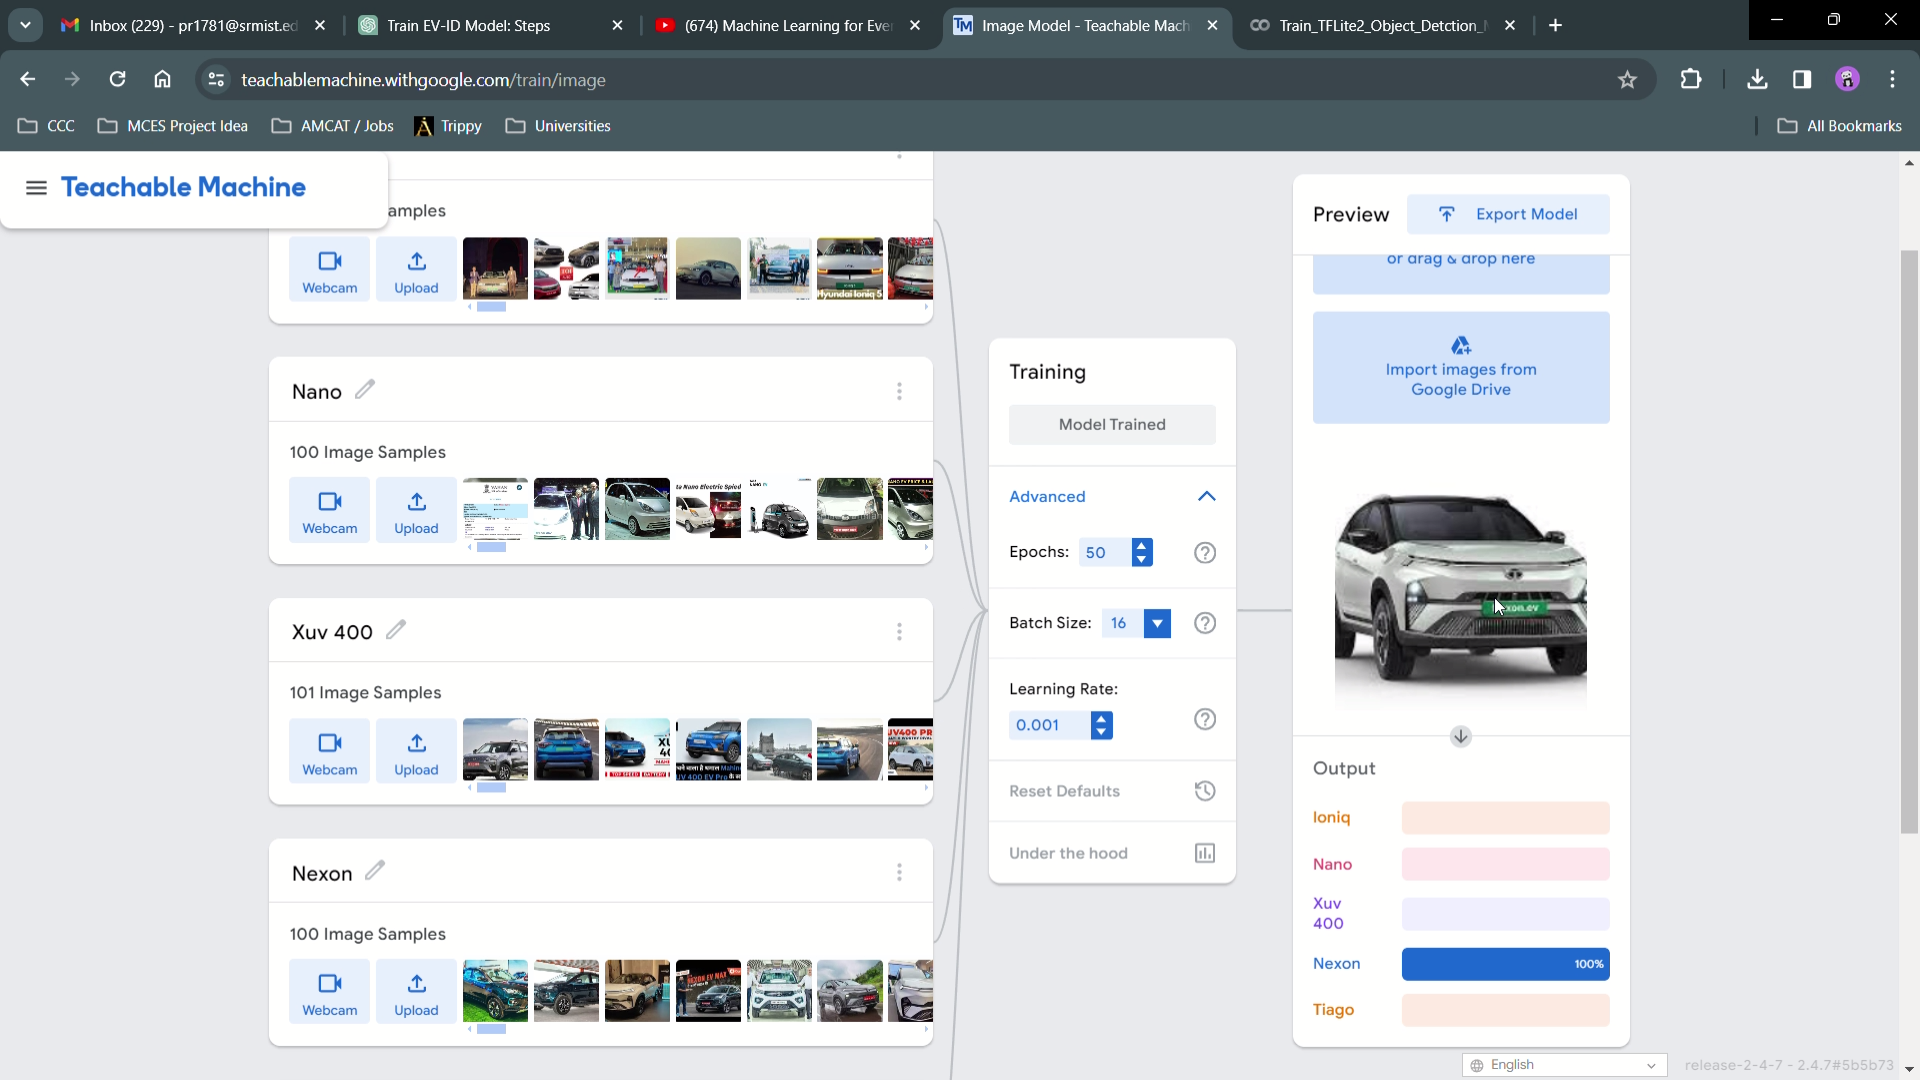 Inbox (229) - pr1781@srmist.ed
Train EV-ID Model: Steps
(674) Machine Learning for Eve
Image Model - Teachable Mach
Train_TFLite2_Object_Detction_
teachablemachine.withgoogle.com/train/image
CCC
MCES Project Idea
AMCAT / Jobs
Trippy
Universities
All Bookmarks
Teachable Machine
amples
Webcam
Upload
Nano
100 Image Samples
Webcam
Upload
Xuv 400
101 Image Samples
Webcam
Upload
Nexon
100 Image Samples
Webcam
Upload
Training
Model Trained
Advanced
Epochs: 50
Batch Size: 16
Learning Rate:
0.001
Reset Defaults
Under the hood
Preview
Export Model
or drag & drop here
Import images from
Google Drive
Output
Ioniq
Nano
Xuv
400
Nexon
100%
Tiago
English
release-2-4-7 - 2.4.7#5b5b73